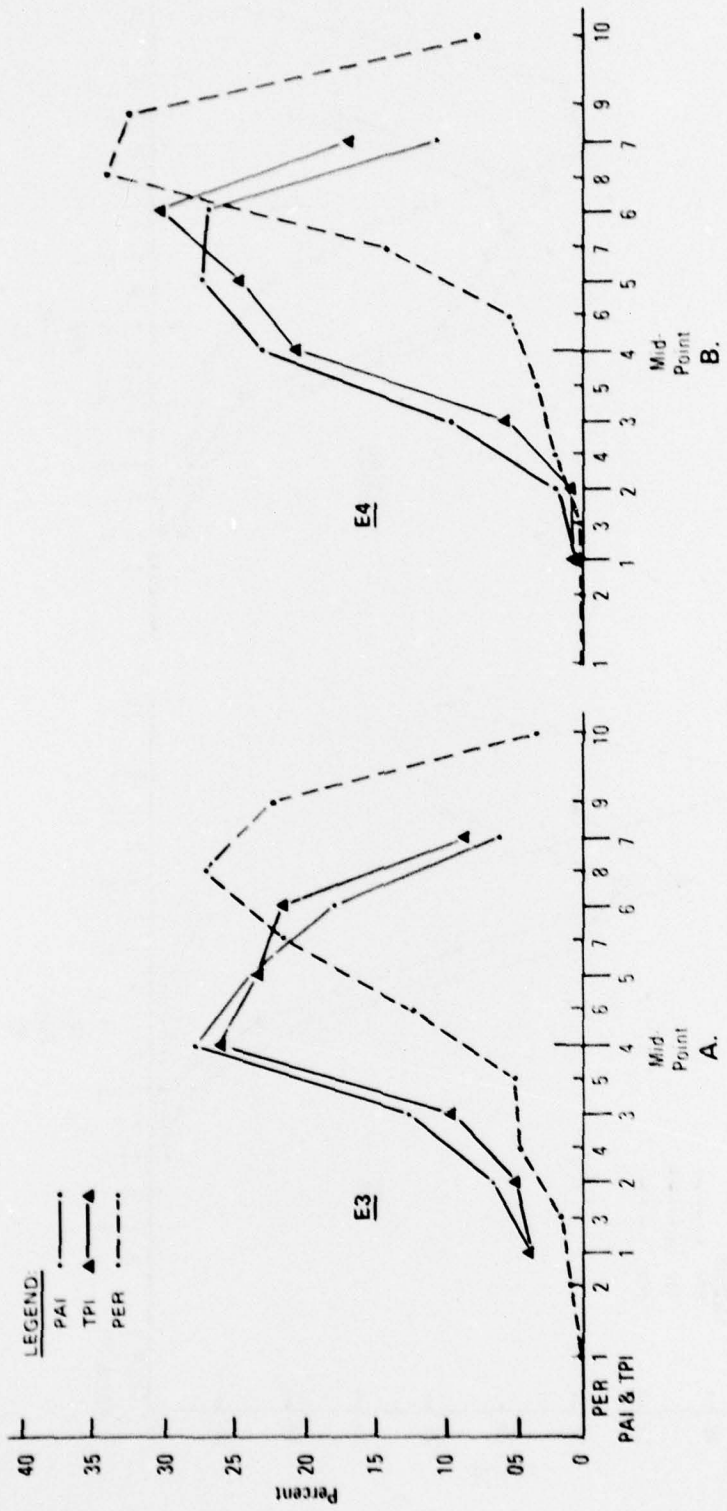 LEGEND:
PAI
TPI
PER
40
35
30
25
20
15
10
05
0
Percent
E3
E4
PER 1 2 3 4 5 6 7 8 9 10
PAI & TPI 1 2 3 4 5 6 7
Mid-
Point
A.
1 2 3 4 5 6 7 8 9 10
1 2 3 4 5 6 7
Mid-
Point
B.